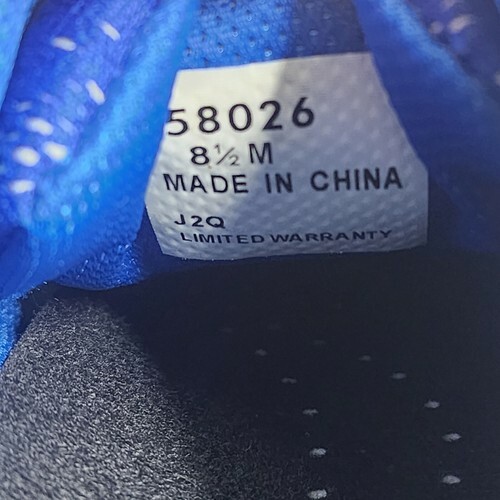 58026
8½ M
MADE IN CHINA
J2Q
LIMITED WARRANTY